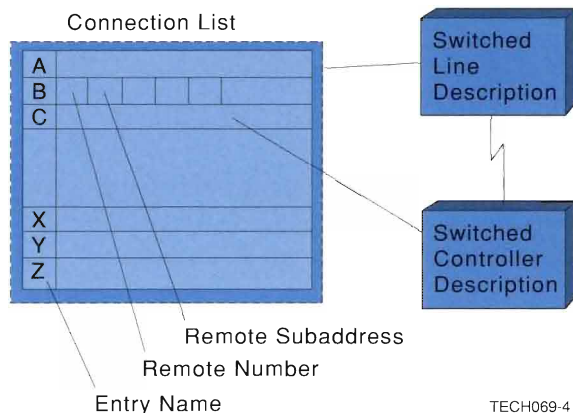 Connection List
A
B
C
X
Y
Z
Switched
Line
Description
Switched
Controller
Description
Remote Subaddress
Remote Number
Entry Name
TECH069-4